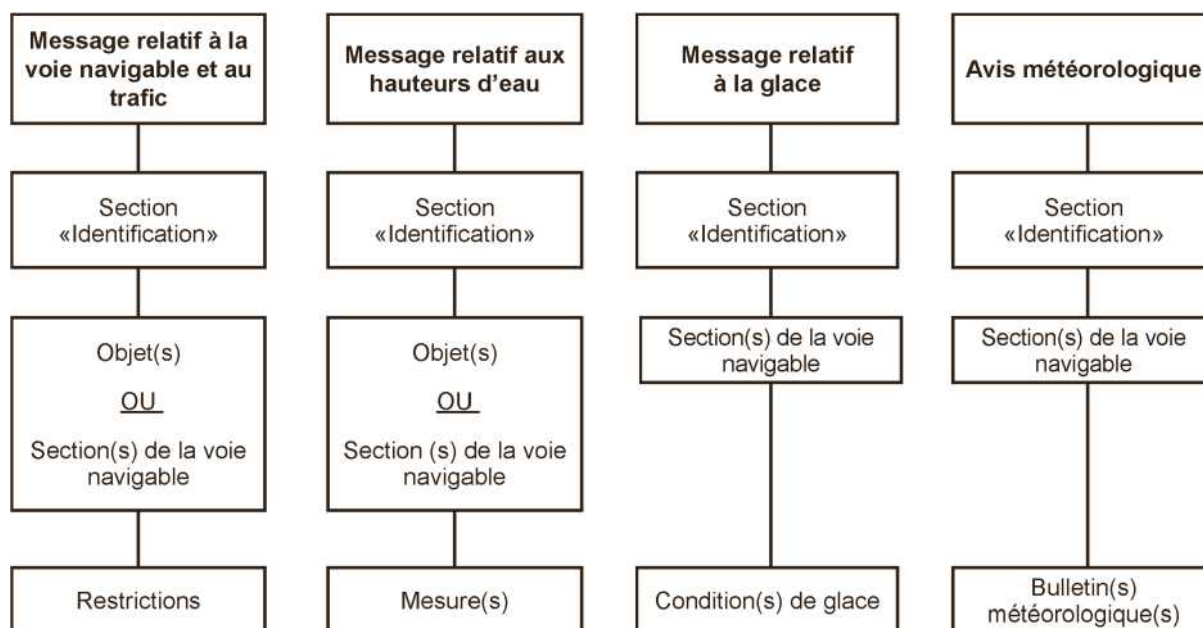 Message relatif à la
voie navigable et au
trafic
Section
«Identification»
Objet(s)
OU
Section(s) de la voie
navigable
Restrictions
Message relatif aux
hauteurs d’eau
Section
«Identification»
Objet(s)
OU
Section (s) de la voie
navigable
Mesure(s)
Message relatif
à la glace
Section
«Identification»
Section(s) de la voie
navigable
Condition(s) de glace
Avis météorologique
Section
«Identification»
Section(s) de la voie
navigable
Bulletin(s)
météorologique(s)